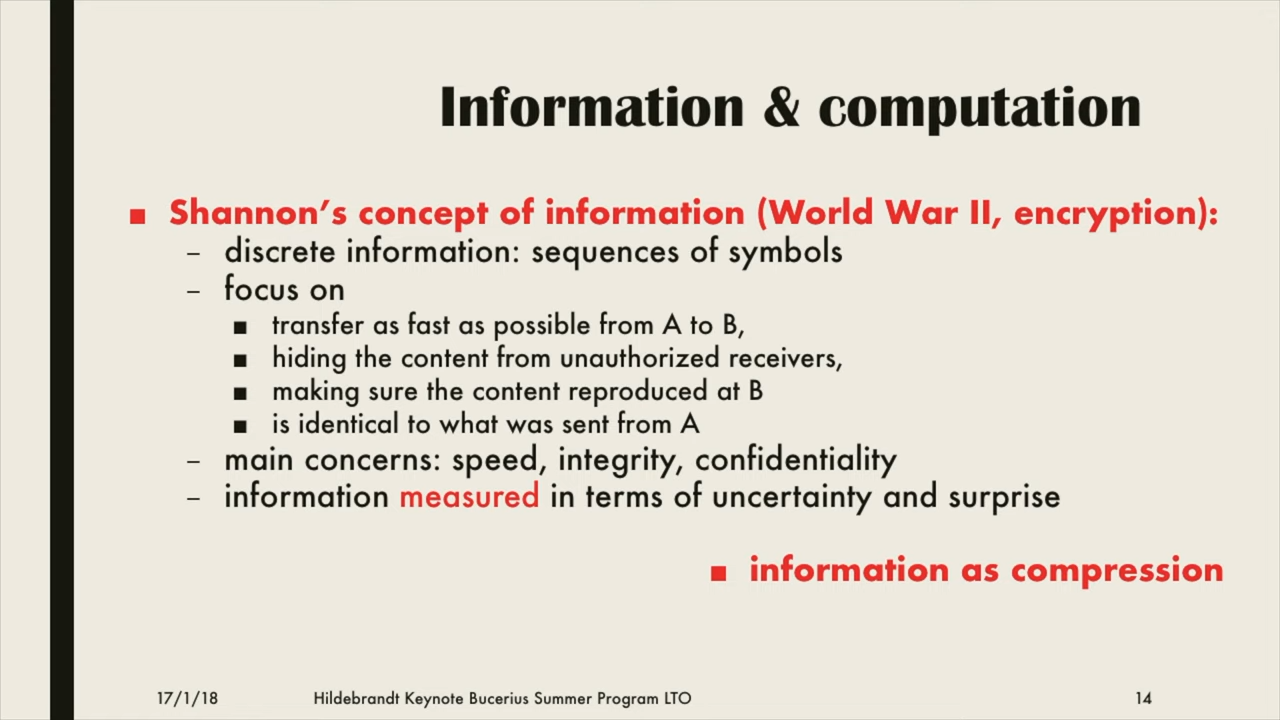 Information & computation
■ Shannon’s concept of information (World War II, encryption):
– discrete information: sequences of symbols
– focus on
■ transfer as fast as possible from A to B,
■ hiding the content from unauthorized receivers,
■ making sure the content reproduced at B
■ is identical to what was sent from A
– main concerns: speed, integrity, confidentiality
– information measured in terms of uncertainty and surprise
■ information as compression
17/1/18 Hildebrandt Keynote Bucerius Summer Program LTO 14